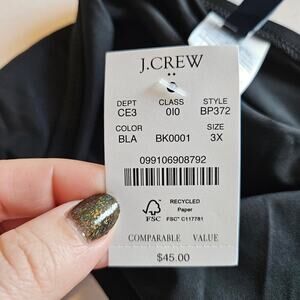 J.CREW
DEPT CLASS STYLE
CE3 0I0 BP372
COLOR SIZE
BLA BK0001 3X
099106908792
RECYCLED
Paper
FSC FSC® C117781
COMPARABLE VALUE
$45.00